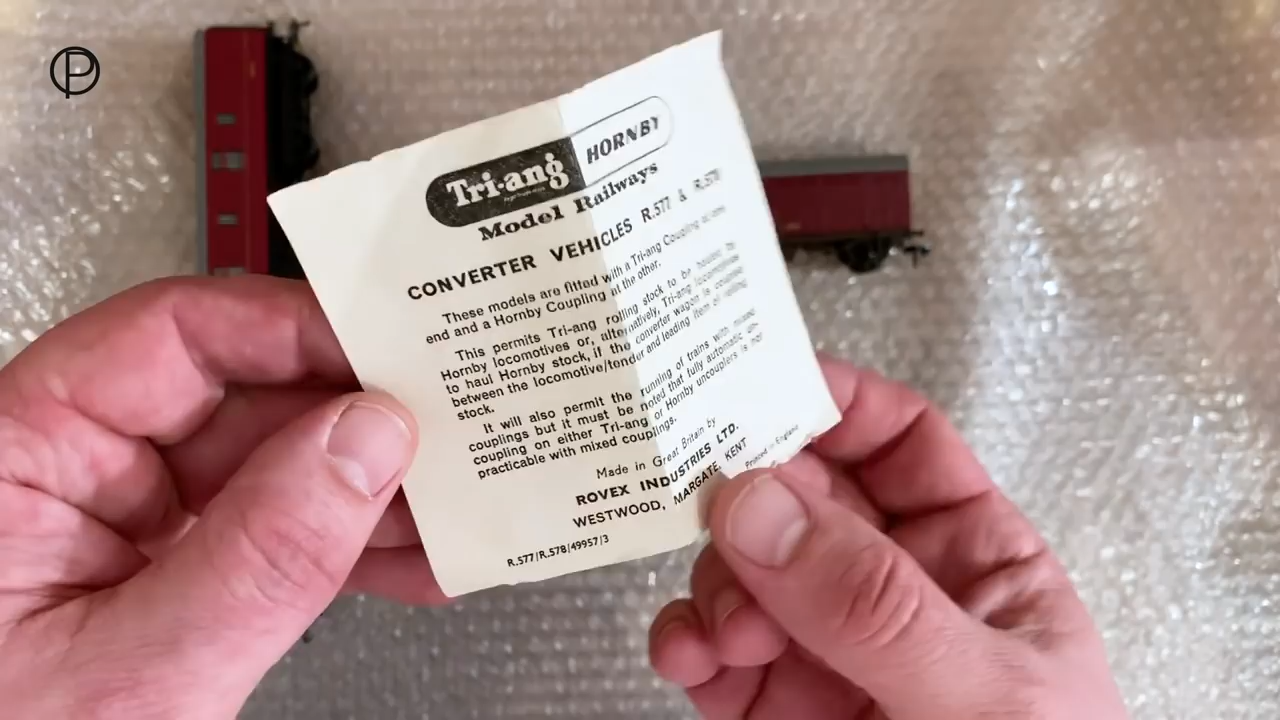 Tri-ang HORNBY
Model Railways
CONVERTER VEHICLES R.577 & R.578
These models are fitted with a Tri-ang Coupling at one
end and a Hornby Coupling at the other.
This permits Tri-ang rolling stock to be hauled by
Hornby locomotives or, alternatively, Tri-ang locomotives
to haul Hornby stock, if the converter wagon is coupled
between the locomotive/tender and leading item of rolling
stock.
It will also permit the running of trains with mixed
couplings but it must be noted that fully automatic un-
coupling on either Tri-ang or Hornby uncouplers is not
practicable with mixed couplings.
Made in Great Britain by
ROVEX INDUSTRIES LTD.
WESTWOOD, MARGATE, KENT
Printed in England
R.577/R.578/49957/3